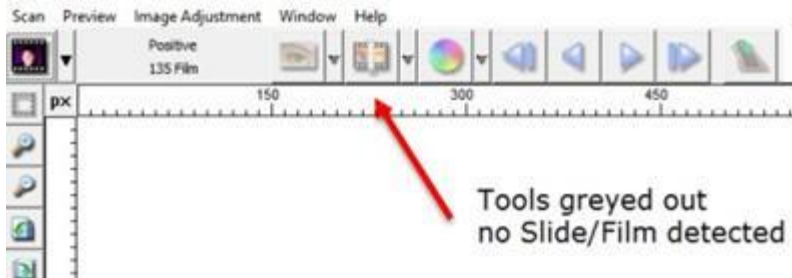 Scan Preview Image Adjustment Window Help
Positive
135 Film
px 150 300 450
Tools greyed out
no Slide/Film detected